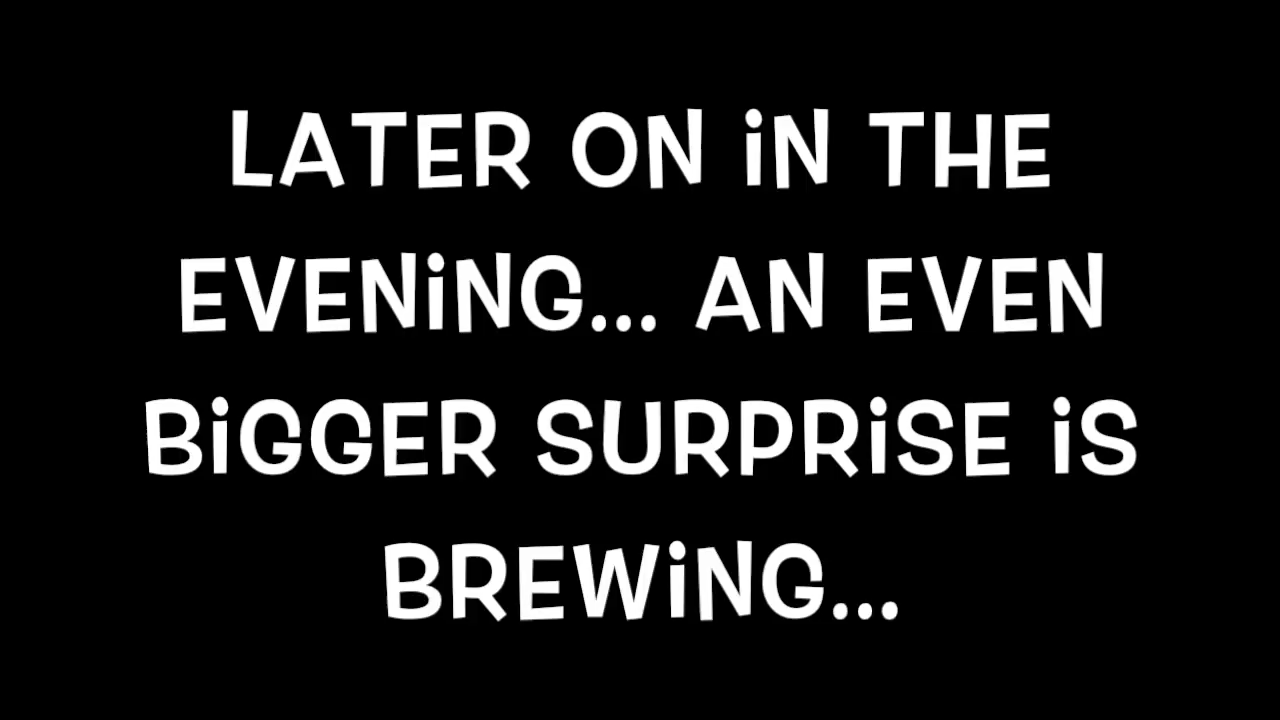 LATER ON iN THE
EVENiNG... AN EVEN
BiGGER SURPRiSE iS
BREWiNG...